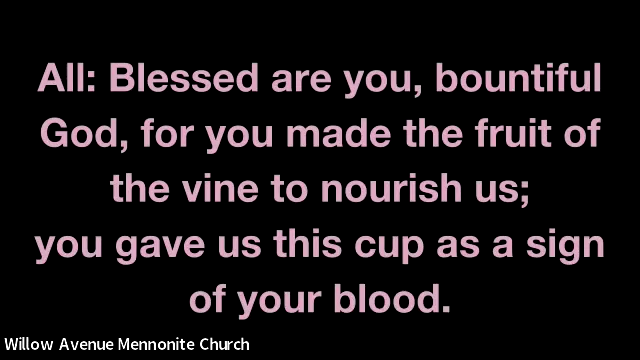 All: Blessed are you, bountiful
God, for you made the fruit of
the vine to nourish us;
you gave us this cup as a sign
of your blood.
Willow Avenue Mennonite Church